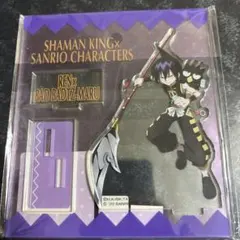 SHAMAN KING×
SANRIO CHARACTERS
REN×
BAD BADTZ-MARU